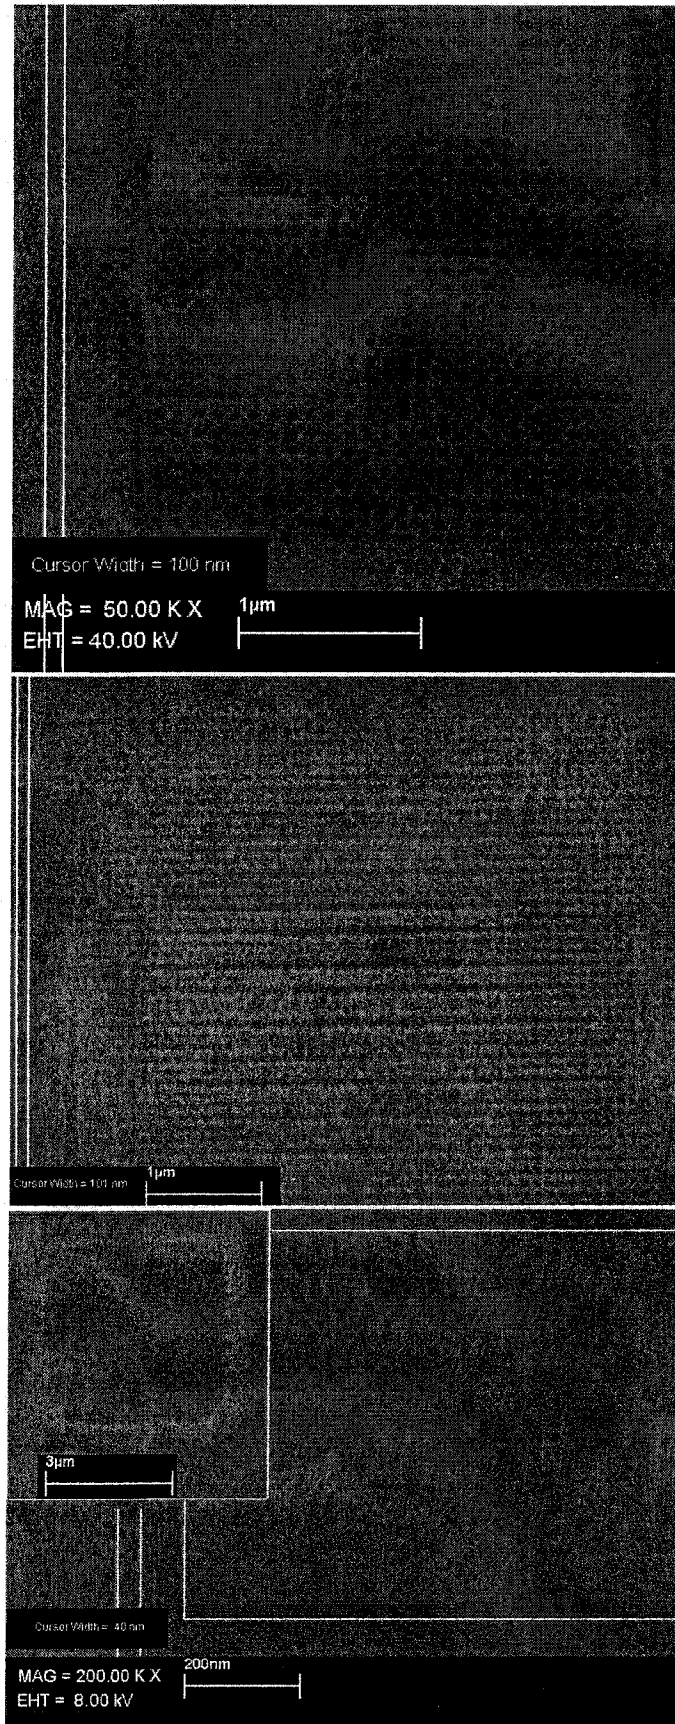 Cursor Width = 100 nm
MAG = 50.00 K X
1µm
EHT = 40.00 kV
1µm
Cursor Width = 101 nm
3µm
Cursor Width = 40 nm
200nm
MAG = 200.00 K X
EHT = 8.00 kV